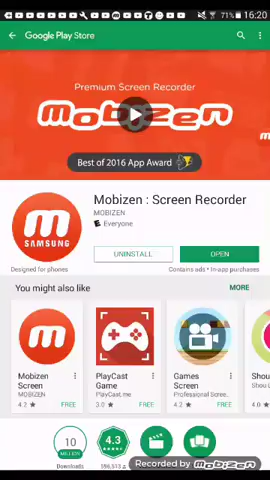 71% 16:20
Google Play Store
Premium Screen Recorder
mobizen
Best of 2016 App Award
m
SAMSUNG
Mobizen : Screen Recorder
MOBIZEN
E Everyone
UNINSTALL
OPEN
Designed for phones
Contains ads • In-app purchases
You might also like
MORE
m
Mobizen
Screen
MOBIZEN
4.2 ★ FREE
PlayCast
Game
PlayCast.me
3.0 ★ FREE
Games
Screen
Professional Scree..
4.2 ★ FREE
Shou
Shou L
4.0 ★
10
MILLION
Downloads
4.3
Recorded by mobizen